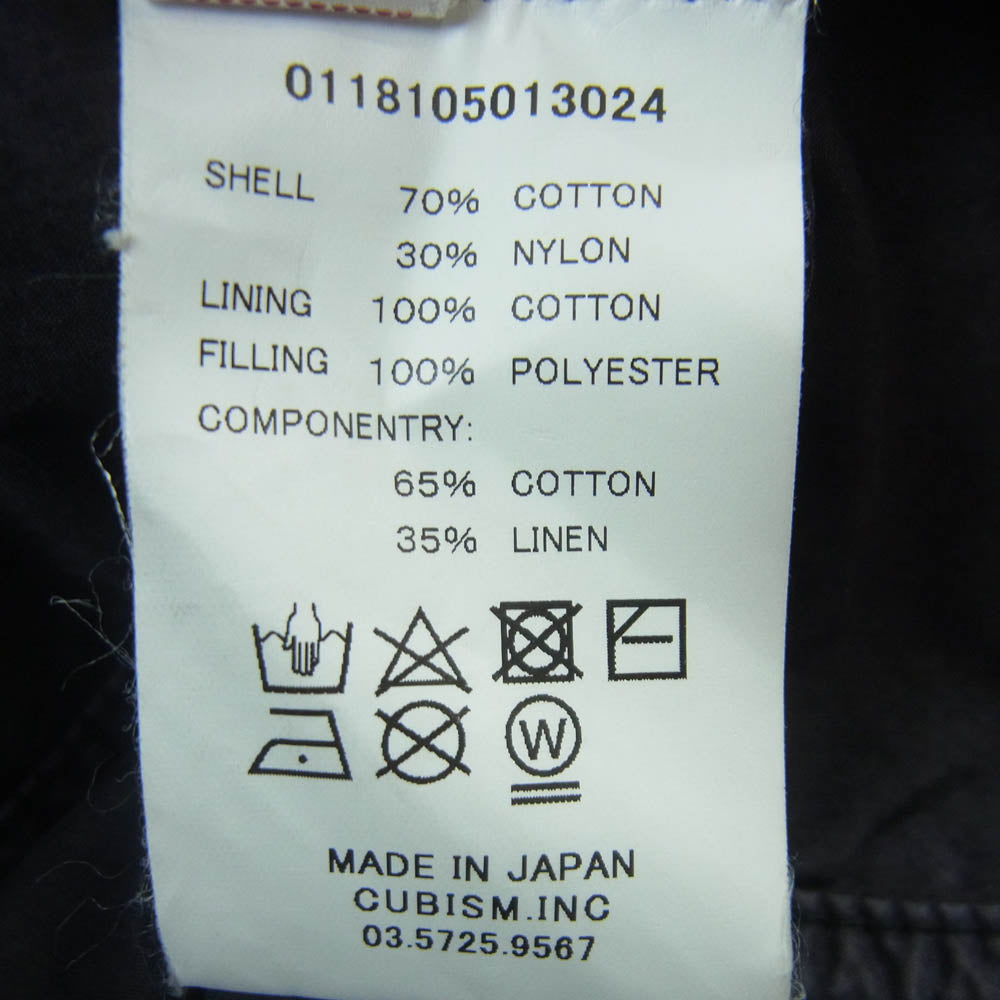 0118105013024
SHELL 70% COTTON
30% NYLON
LINING 100% COTTON
FILLING 100% POLYESTER
COMPONENTRY:
65% COTTON
35% LINEN
W
MADE IN JAPAN
CUBISM.INC
03.5725.9567